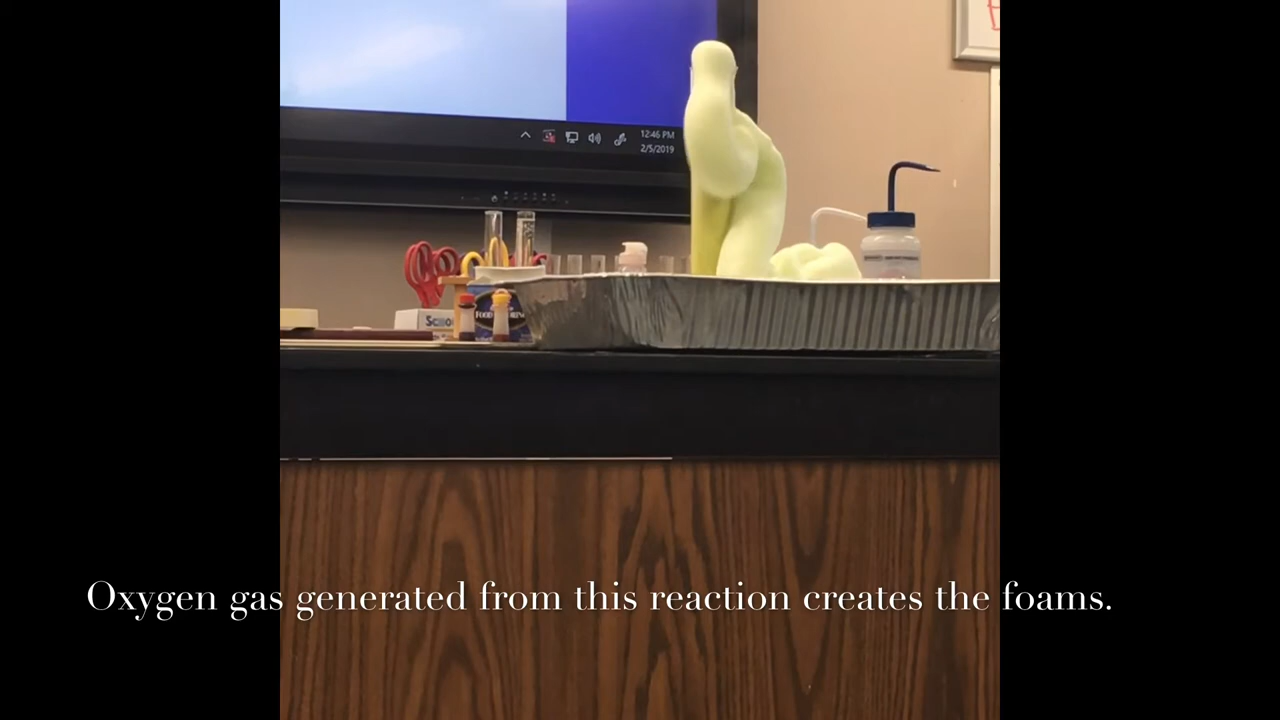 12:46 PM
2/5/2019
Oxygen gas generated from this reaction creates the foams.